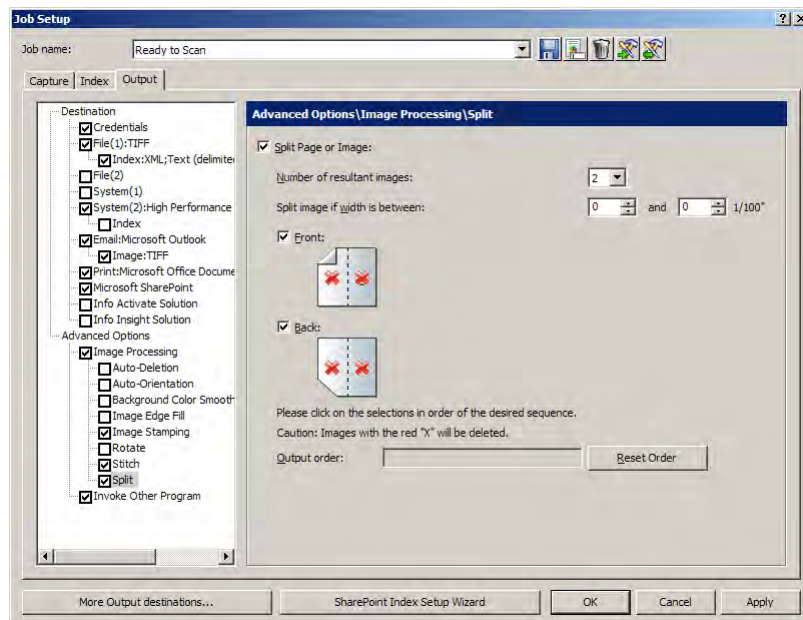 Job Setup
Job name: Ready to Scan
Capture Index Output
Destination
Credentials
File(1):TIFF
Index:XML;Text (delimite
File(2)
System(1)
System(2):High Performance
Index
Email:Microsoft Outlook
Image:TIFF
Print:Microsoft Office Docume
Microsoft SharePoint
Info Activate Solution
Info Insight Solution
Advanced Options
Image Processing
Auto-Deletion
Auto-Orientation
Background Color Smooth
Image Edge Fill
Image Stamping
Rotate
Stitch
Split
Invoke Other Program
Advanced Options\Image Processing\Split
Split Page or Image:
Number of resultant images: 2
Split image if width is between: 0 and 0 1/100"
Front:
Back:
Please click on the selections in order of the desired sequence.
Caution: Images with the red "X" will be deleted.
Output order: Reset Order
More Output destinations... SharePoint Index Setup Wizard OK Cancel Apply